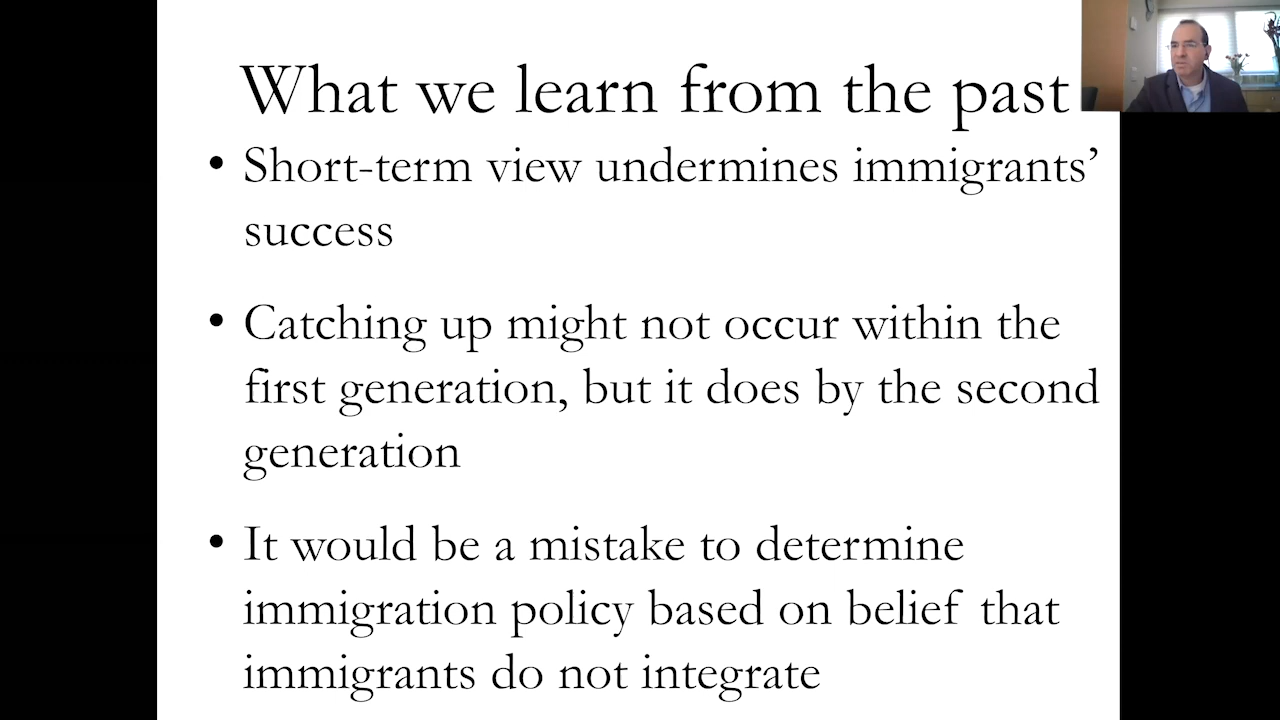 What we learn from the past
• Short-term view undermines immigrants’
success
• Catching up might not occur within the
first generation, but it does by the second
generation
• It would be a mistake to determine
immigration policy based on belief that
immigrants do not integrate